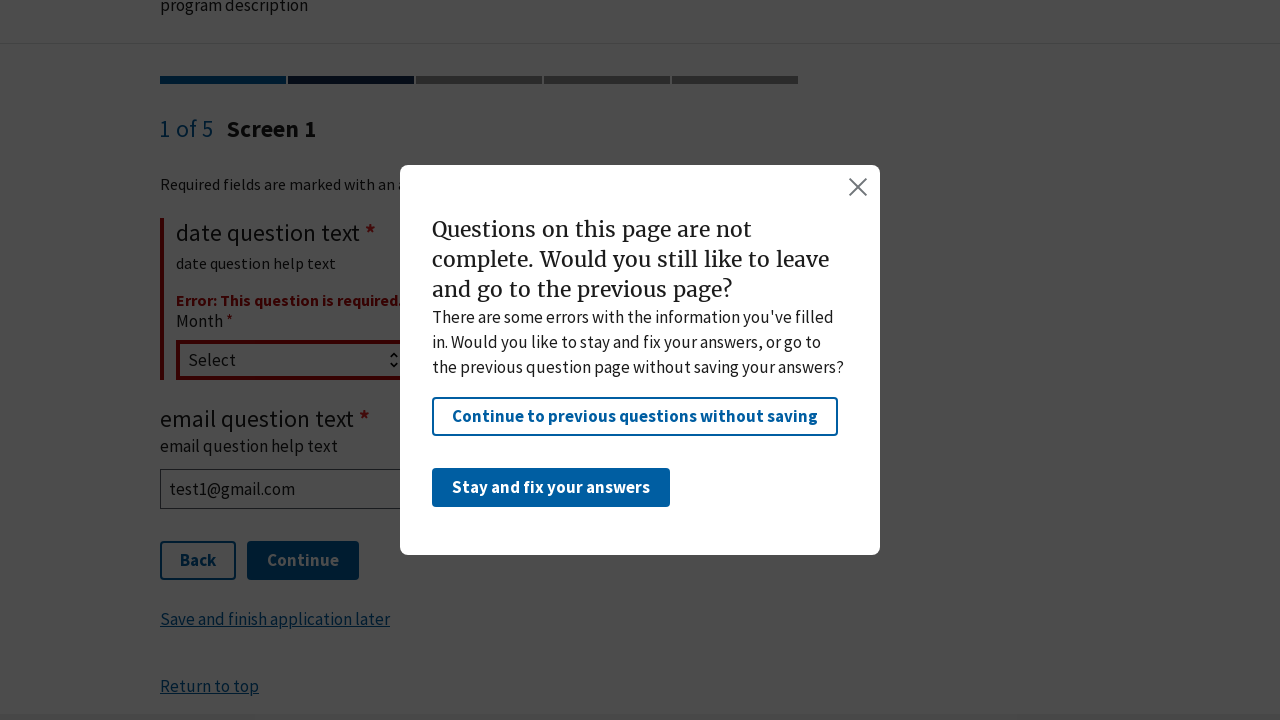 program description
1 of 5 Screen 1
Required fields are marked with an
date question text *
date question help text
Error: This question is required.
Month *
Select
email question text *
email question help text
test1@gmail.com
Back
Continue
Save and finish application later
Return to top
Questions on this page are not
complete. Would you still like to leave
and go to the previous page?
There are some errors with the information you've filled
in. Would you like to stay and fix your answers, or go to
the previous question page without saving your answers?
Continue to previous questions without saving
Stay and fix your answers